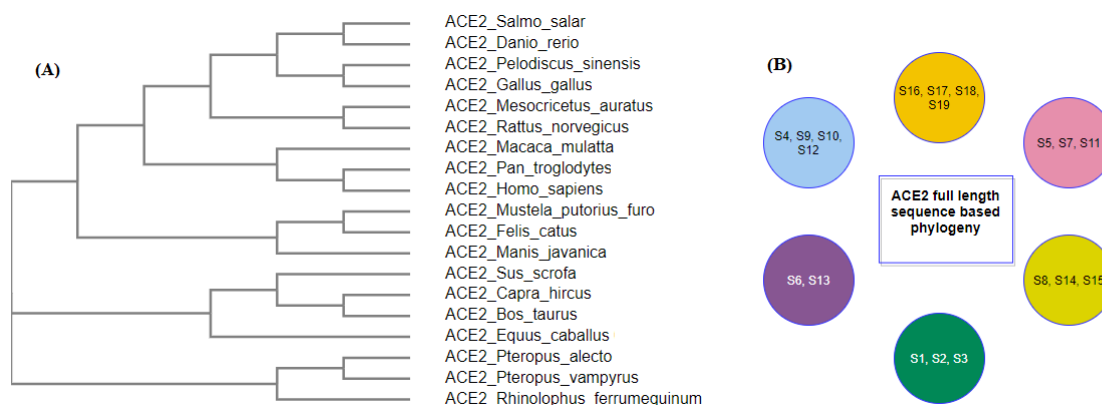 (A)
ACE2_Salmo_salar
ACE2_Danio_rerio
ACE2_Pelodiscus_sinensis
ACE2_Gallus_gallus
ACE2_Mesocricetus_auratus
ACE2_Rattus_norvegicus
ACE2_Macaca_mulatta
ACE2_Pan_troglodytes
ACE2_Homo_sapiens
ACE2_Mustela_putorius_furo
ACE2_Felis_catus
ACE2_Manis_javanica
ACE2_Sus_scrofa
ACE2_Capra_hircus
ACE2_Bos_taurus
ACE2_Equus_caballus
ACE2_Pteropus_alecto
ACE2_Pteropus_vampyrus
ACE2_Rhinolophus_ferrumequinum
(B)
S16, S17, S18,
S19
S4, S9, S10,
S12
S5, S7, S11
ACE2 full length
sequence based
phylogeny
S6, S13
S8, S14, S15
S1, S2, S3